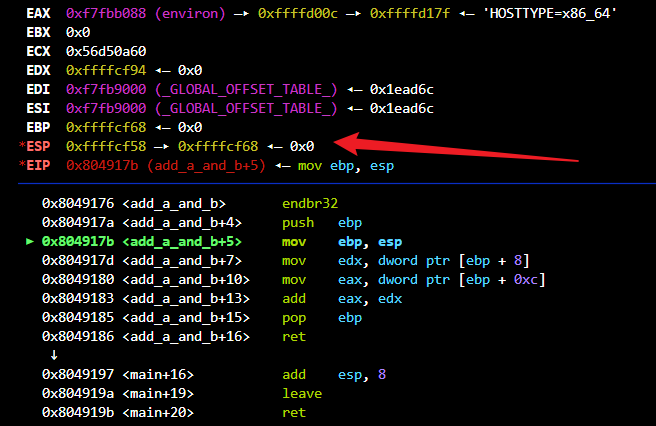 EAX 0xf7fbb088 (environ) —▸ 0xffffd00c —▸ 0xffffd17f ◂— 'HOSTTYPE=x86_64'
EBX 0x0
ECX 0x56d50a60
EDX 0xffffcf94 ◂— 0x0
EDI 0xf7fb9000 (_GLOBAL_OFFSET_TABLE_) ◂— 0x1ead6c
ESI 0xf7fb9000 (_GLOBAL_OFFSET_TABLE_) ◂— 0x1ead6c
EBP 0xffffcf68 ◂— 0x0
*ESP 0xffffcf58 —▸ 0xffffcf68 ◂— 0x0
*EIP 0x804917b (add_a_and_b+5) ◂— mov ebp, esp
0x8049176 <add_a_and_b> endbr32
0x804917a <add_a_and_b+4> push ebp
► 0x804917b <add_a_and_b+5> mov ebp, esp
0x804917d <add_a_and_b+7> mov edx, dword ptr [ebp + 8]
0x8049180 <add_a_and_b+10> mov eax, dword ptr [ebp + 0xc]
0x8049183 <add_a_and_b+13> add eax, edx
0x8049185 <add_a_and_b+15> pop ebp
0x8049186 <add_a_and_b+16> ret
↓
0x8049197 <main+16> add esp, 8
0x804919a <main+19> leave
0x804919b <main+20> ret